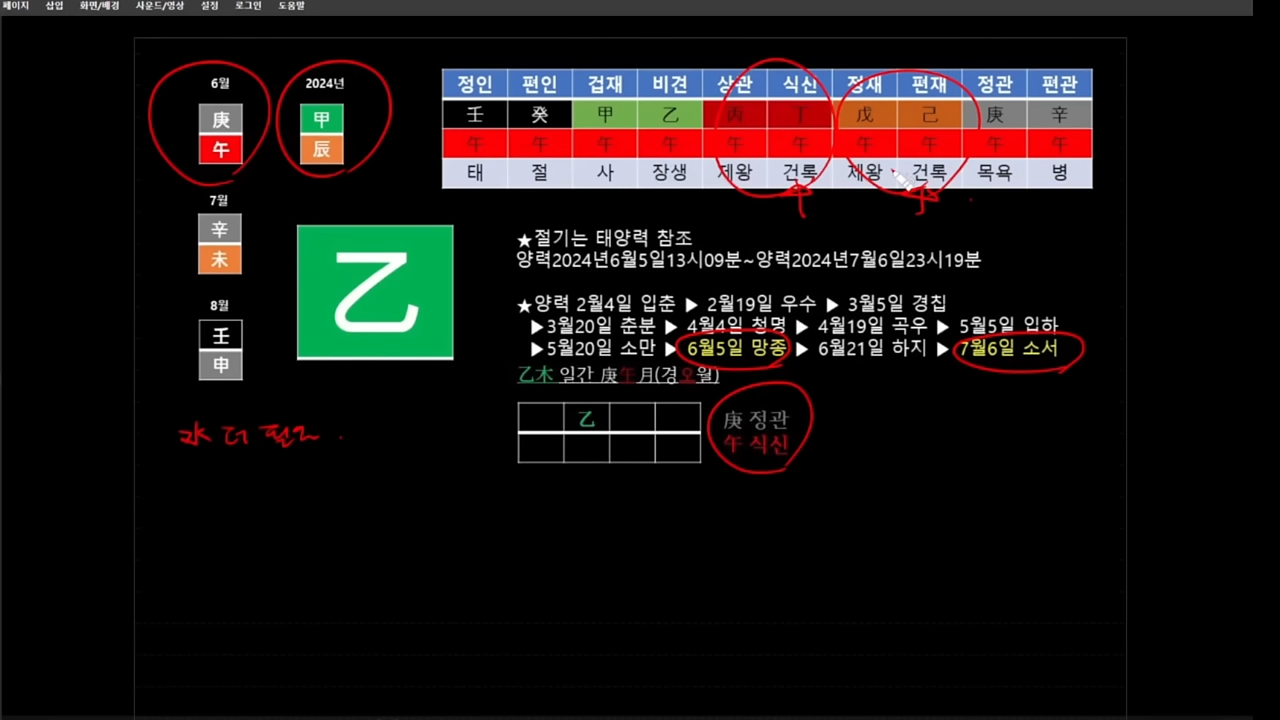 페이지 삽입 화면/배경 사운드/영상 설정 로그인 도움말
6월 2024년
庚 甲
午 辰
7월
辛
未
8월
壬
申
乙
정인 편인 겁재 비견 상관 식신 정재 편재 정관 편관
壬 癸 甲 乙 丙 丁 戊 己 庚 辛
午 午 午 午 午 午 午 午 午 午
태 절 사 장생 제왕 건록 제왕 건록 목욕 병
★절기는 태양력 참조
양력2024년6월5일13시09분~양력2024년7월6일23시19분
★양력 2월4일 입춘 ▶ 2월19일 우수 ▶ 3월5일 경칩
▶3월20일 춘분 ▶ 4월4일 청명 ▶ 4월19일 곡우 ▶ 5월5일 입하
▶5월20일 소만 ▶ 6월5일 망종 ▶ 6월21일 하지 ▶ 7월6일 소서
乙木 일간 庚午月(경오월)
乙
庚 정관
午 식신